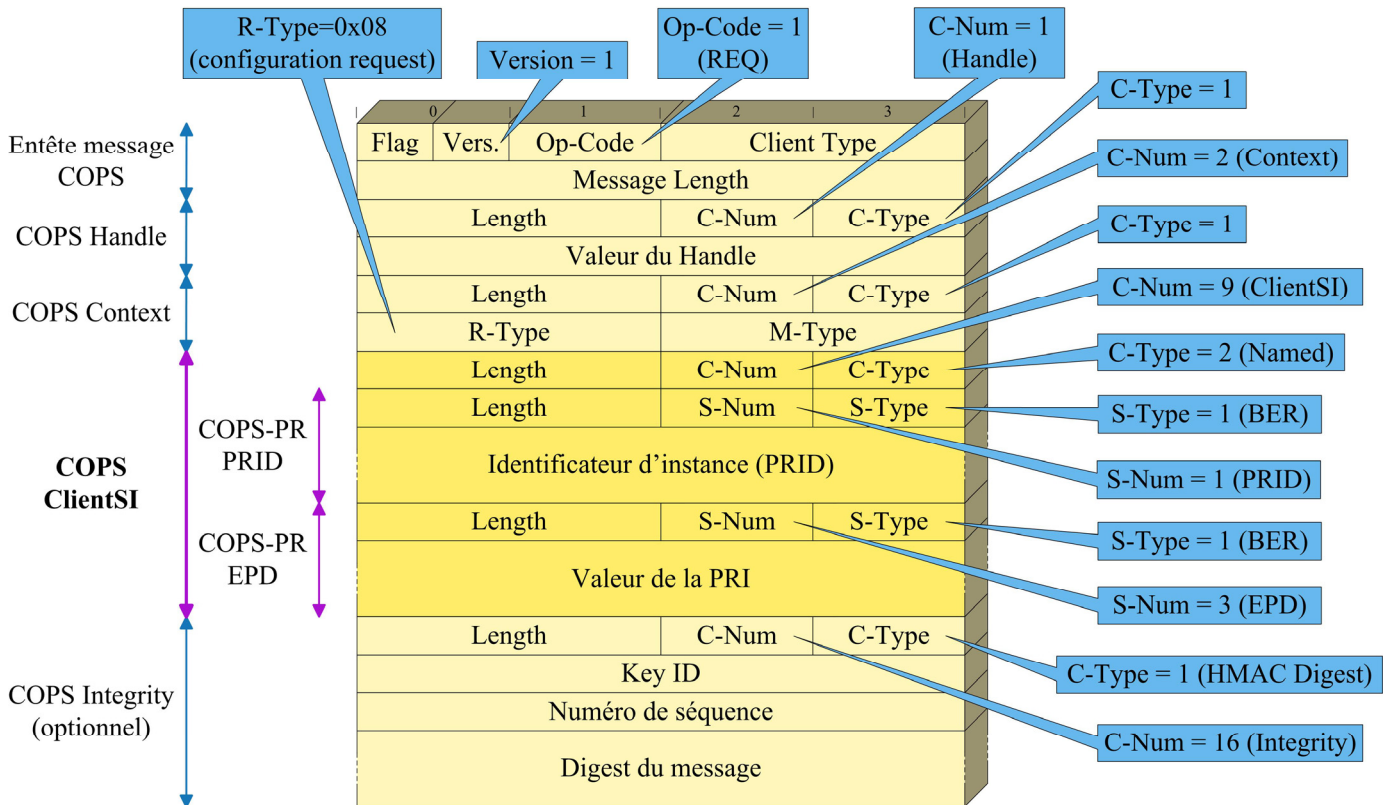 R-Type=0x08
(configuration request)
Version = 1
Op-Code = 1
(REQ)
C-Num = 1
(Handle)
C-Type = 1
0 1 2 3
Entête message
COPS
Flag Vers. Op-Code Client Type
Message Length
C-Num = 2 (Context)
COPS Handle
Length C-Num C-Type
Valeur du Handle
C-Type = 1
COPS Context
Length C-Num C-Type
R-Type M-Type
C-Num = 9 (ClientSI)
COPS
ClientSI
Length C-Num C-Type
C-Type = 2 (Named)
COPS-PR
PRID
Length S-Num S-Type
S-Type = 1 (BER)
Identificateur d’instance (PRID)
S-Num = 1 (PRID)
COPS-PR
EPD
Length S-Num S-Type
S-Type = 1 (BER)
Valeur de la PRI
S-Num = 3 (EPD)
COPS Integrity
(optionnel)
Length C-Num C-Type
C-Type = 1 (HMAC Digest)
Key ID
Numéro de séquence
C-Num = 16 (Integrity)
Digest du message